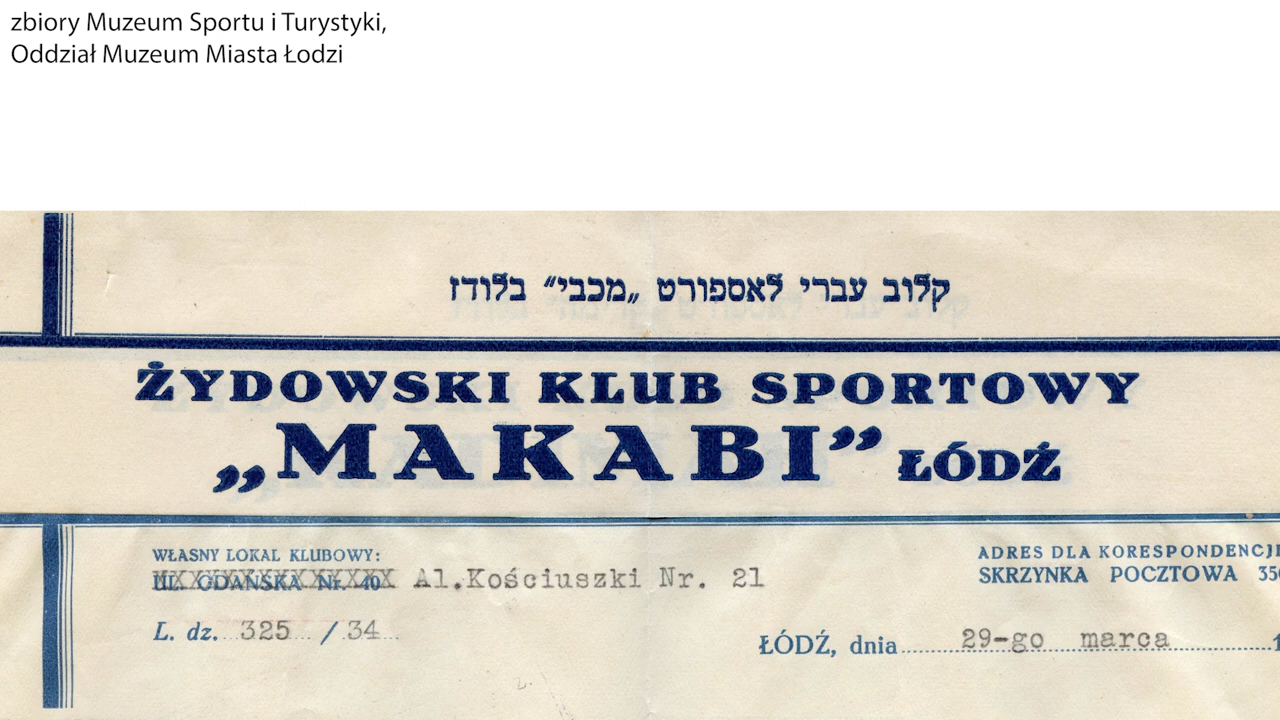 zbiory Muzeum Sportu i Turystyki,
Oddział Muzeum Miasta Łodzi
קלוב עברי לאספורט „מכבי” בלודז
ŻYDOWSKI KLUB SPORTOWY
„MAKABI” ŁÓDŹ
WŁASNY LOKAL KLUBOWY:
UL. GDAŃSKA Nr. 40 Al.Kościuszki Nr. 21
ADRES DLA KORESPONDENCJI
SKRZYNKA POCZTOWA
L. dz. 325 / 34
ŁÓDŹ, dnia 29-go marca